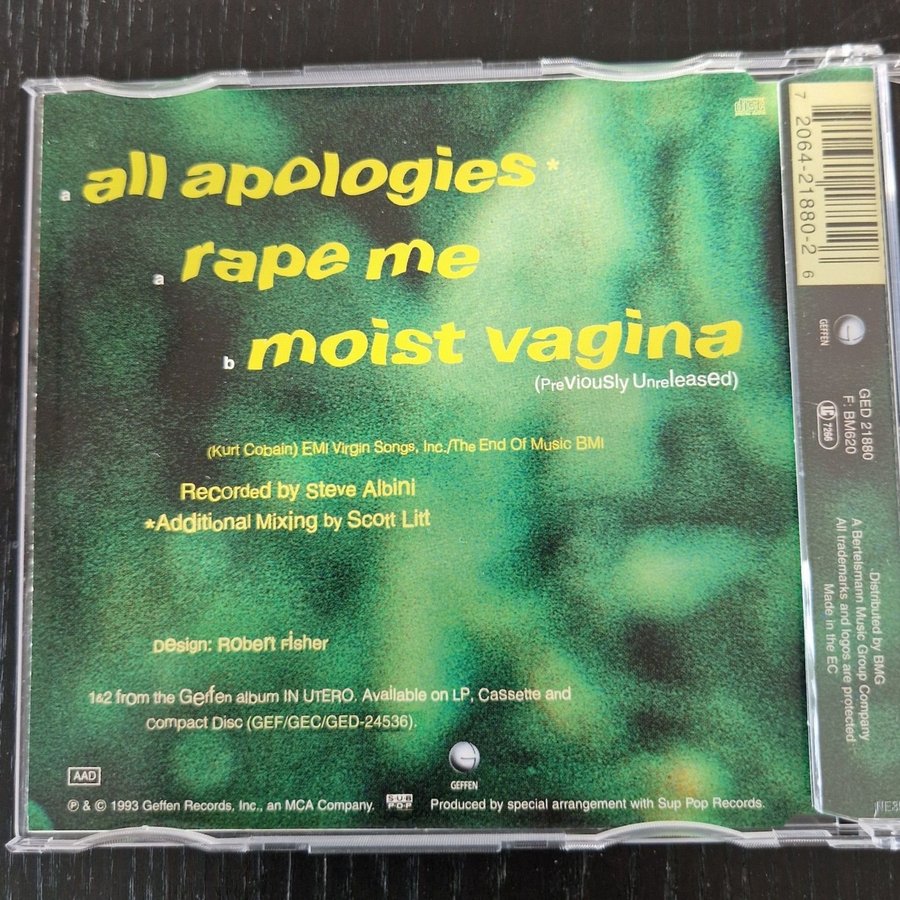 a all apologies*
a rape me
b moist vagina
(Previously Unreleased)
(Kurt Cobain) EMI Virgin Songs, Inc./The End Of Music BMI
Recorded by Steve Albini
*Additional Mixing by Scott Litt
Design: Robert Fisher
1&2 from the Geffen album IN UTERO. Available on LP, Cassette and
Compact Disc (GEF/GEC/GED-24536).
AAD
GEFFEN
℗ & © 1993 Geffen Records, Inc., an MCA Company.
SUB
POP
Produced by special arrangement with Sup Pop Records.
7 2064-21880-2 6
GEFFEN
GED 21880
F: BM620
LC
7266
Distributed by BMG
A Bertelsmann Music Group Company
All trademarks and logos are protected
Made in the EC